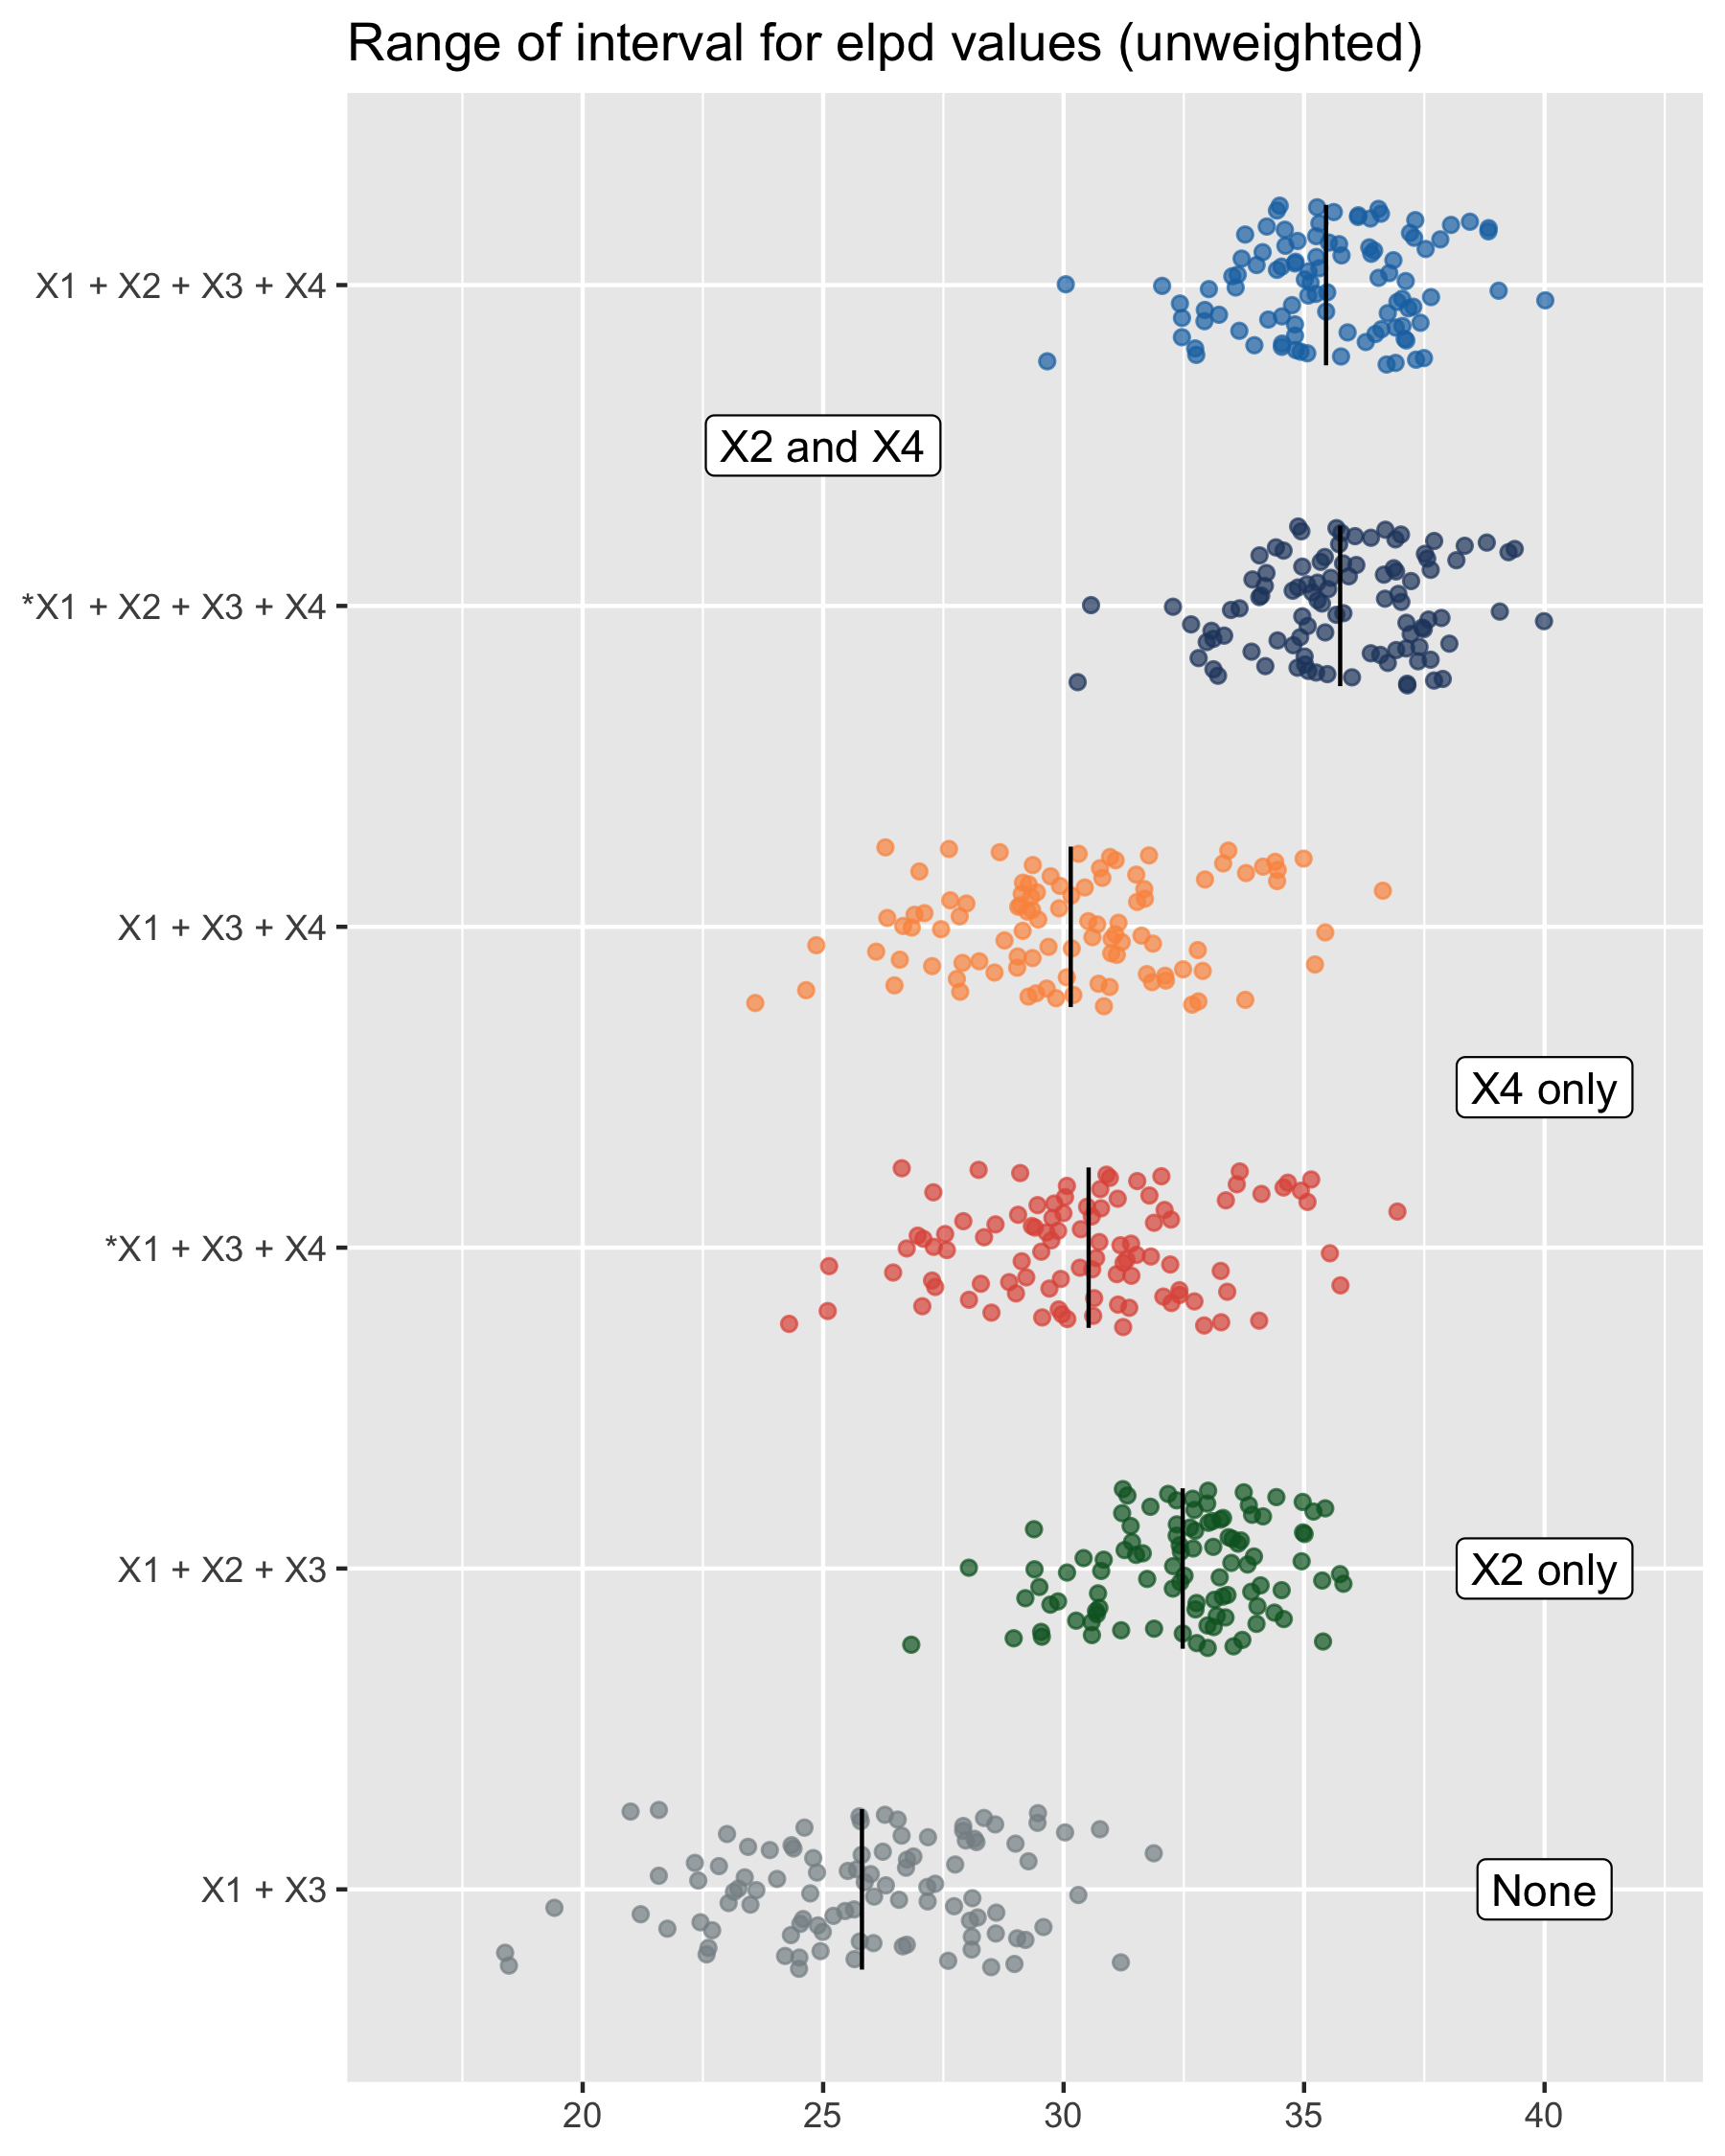 Range of interval for elpd values (unweighted)
X1 + X2 + X3 + X4
X2 and X4
*X1 + X2 + X3 + X4
X1 + X3 + X4
X4 only
*X1 + X3 + X4
X1 + X2 + X3
X2 only
X1 + X3
None
20 25 30 35 40